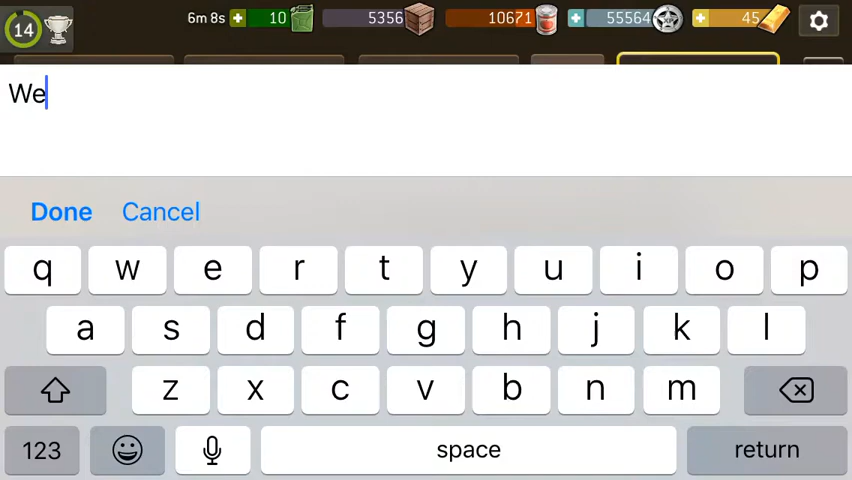 14
6m 8s
10
5356
10671
55564
45
We
Done Cancel
q w e r t y u i o p
a s d f g h j k l
z x c v b n m
123 space return